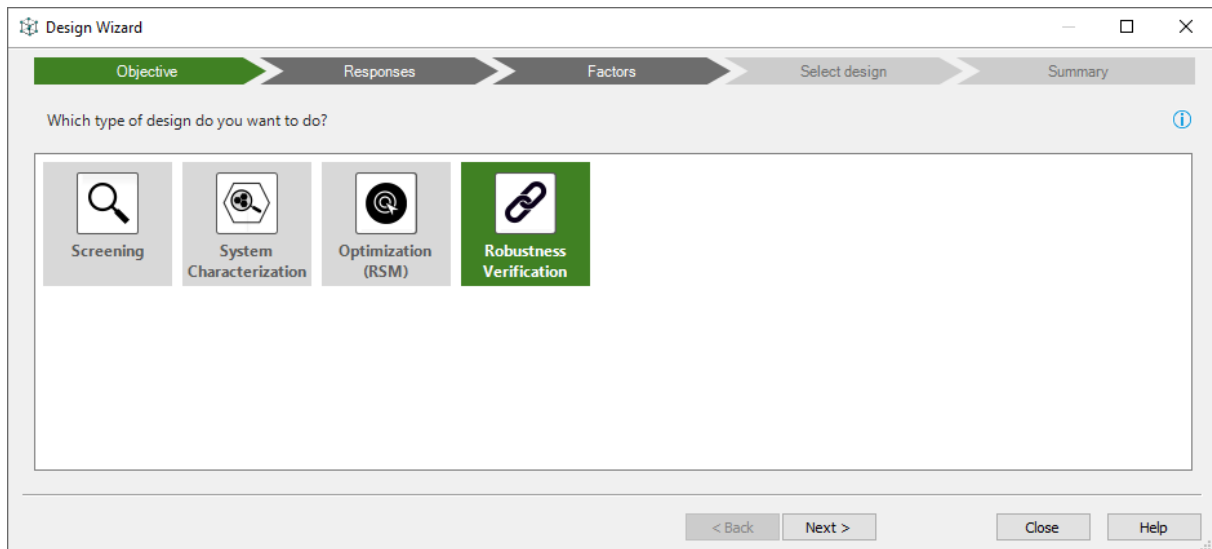 Design Wizard
Objective
Responses
Factors
Select design
Summary
Which type of design do you want to do?
Screening
System
Characterization
Optimization
(RSM)
Robustness
Verification
< Back
Next >
Close
Help